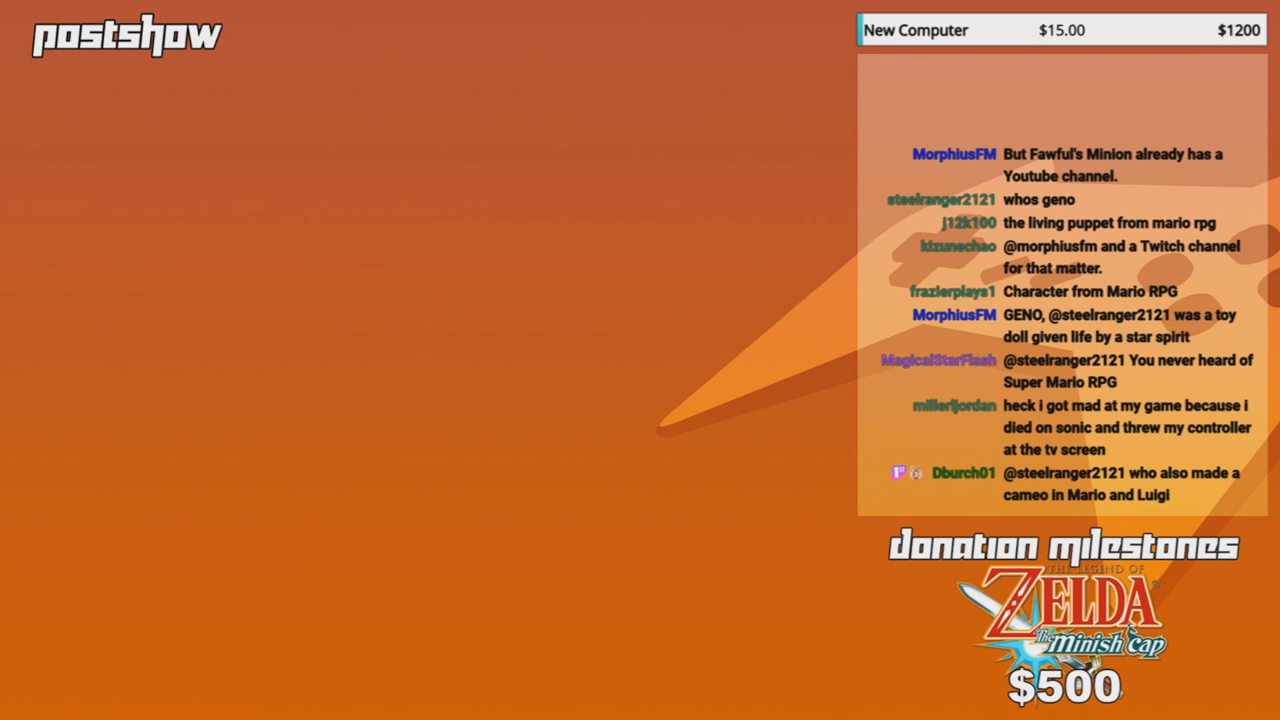 postshow
New Computer $15.00 $1200
MorphiusFM But Fawful's Minion already has a
Youtube channel.
steelranger2121 whos geno
j12k100 the living puppet from mario rpg
kizunechao @morphiusfm and a Twitch channel
for that matter.
frazierplays1 Character from Mario RPG
MorphiusFM GENO, @steelranger2121 was a toy
doll given life by a star spirit
MagicalStarFlash @steelranger2121 You never heard of
Super Mario RPG
millerljordan heck i got mad at my game because i
died on sonic and threw my controller
at the tv screen
Dburch01 @steelranger2121 who also made a
cameo in Mario and Luigi
donation milestones
THE LEGEND OF
ZELDA
The Minish Cap
$500